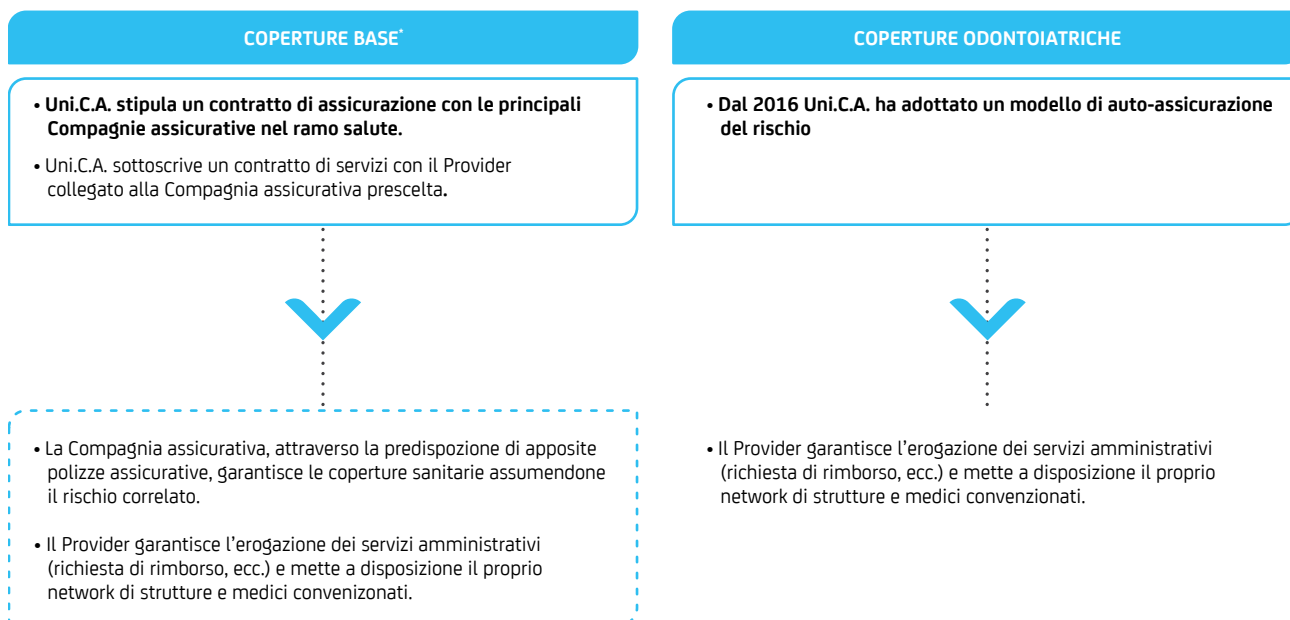 COPERTURE BASE*
• Uni.C.A. stipula un contratto di assicurazione con le principali
Compagnie assicurative nel ramo salute.
• Uni.C.A. sottoscrive un contratto di servizi con il Provider
collegato alla Compagnia assicurativa prescelta.
• La Compagnia assicurativa, attraverso la predispozione di apposite
polizze assicurative, garantisce le coperture sanitarie assumendone
il rischio correlato.
• Il Provider garantisce l’erogazione dei servizi amministrativi
(richiesta di rimborso, ecc.) e mette a disposizione il proprio
network di strutture e medici convenizonati.
COPERTURE ODONTOIATRICHE
• Dal 2016 Uni.C.A. ha adottato un modello di auto-assicurazione
del rischio
• Il Provider garantisce l’erogazione dei servizi amministrativi
(richiesta di rimborso, ecc.) e mette a disposizione il proprio
network di strutture e medici convenzionati.